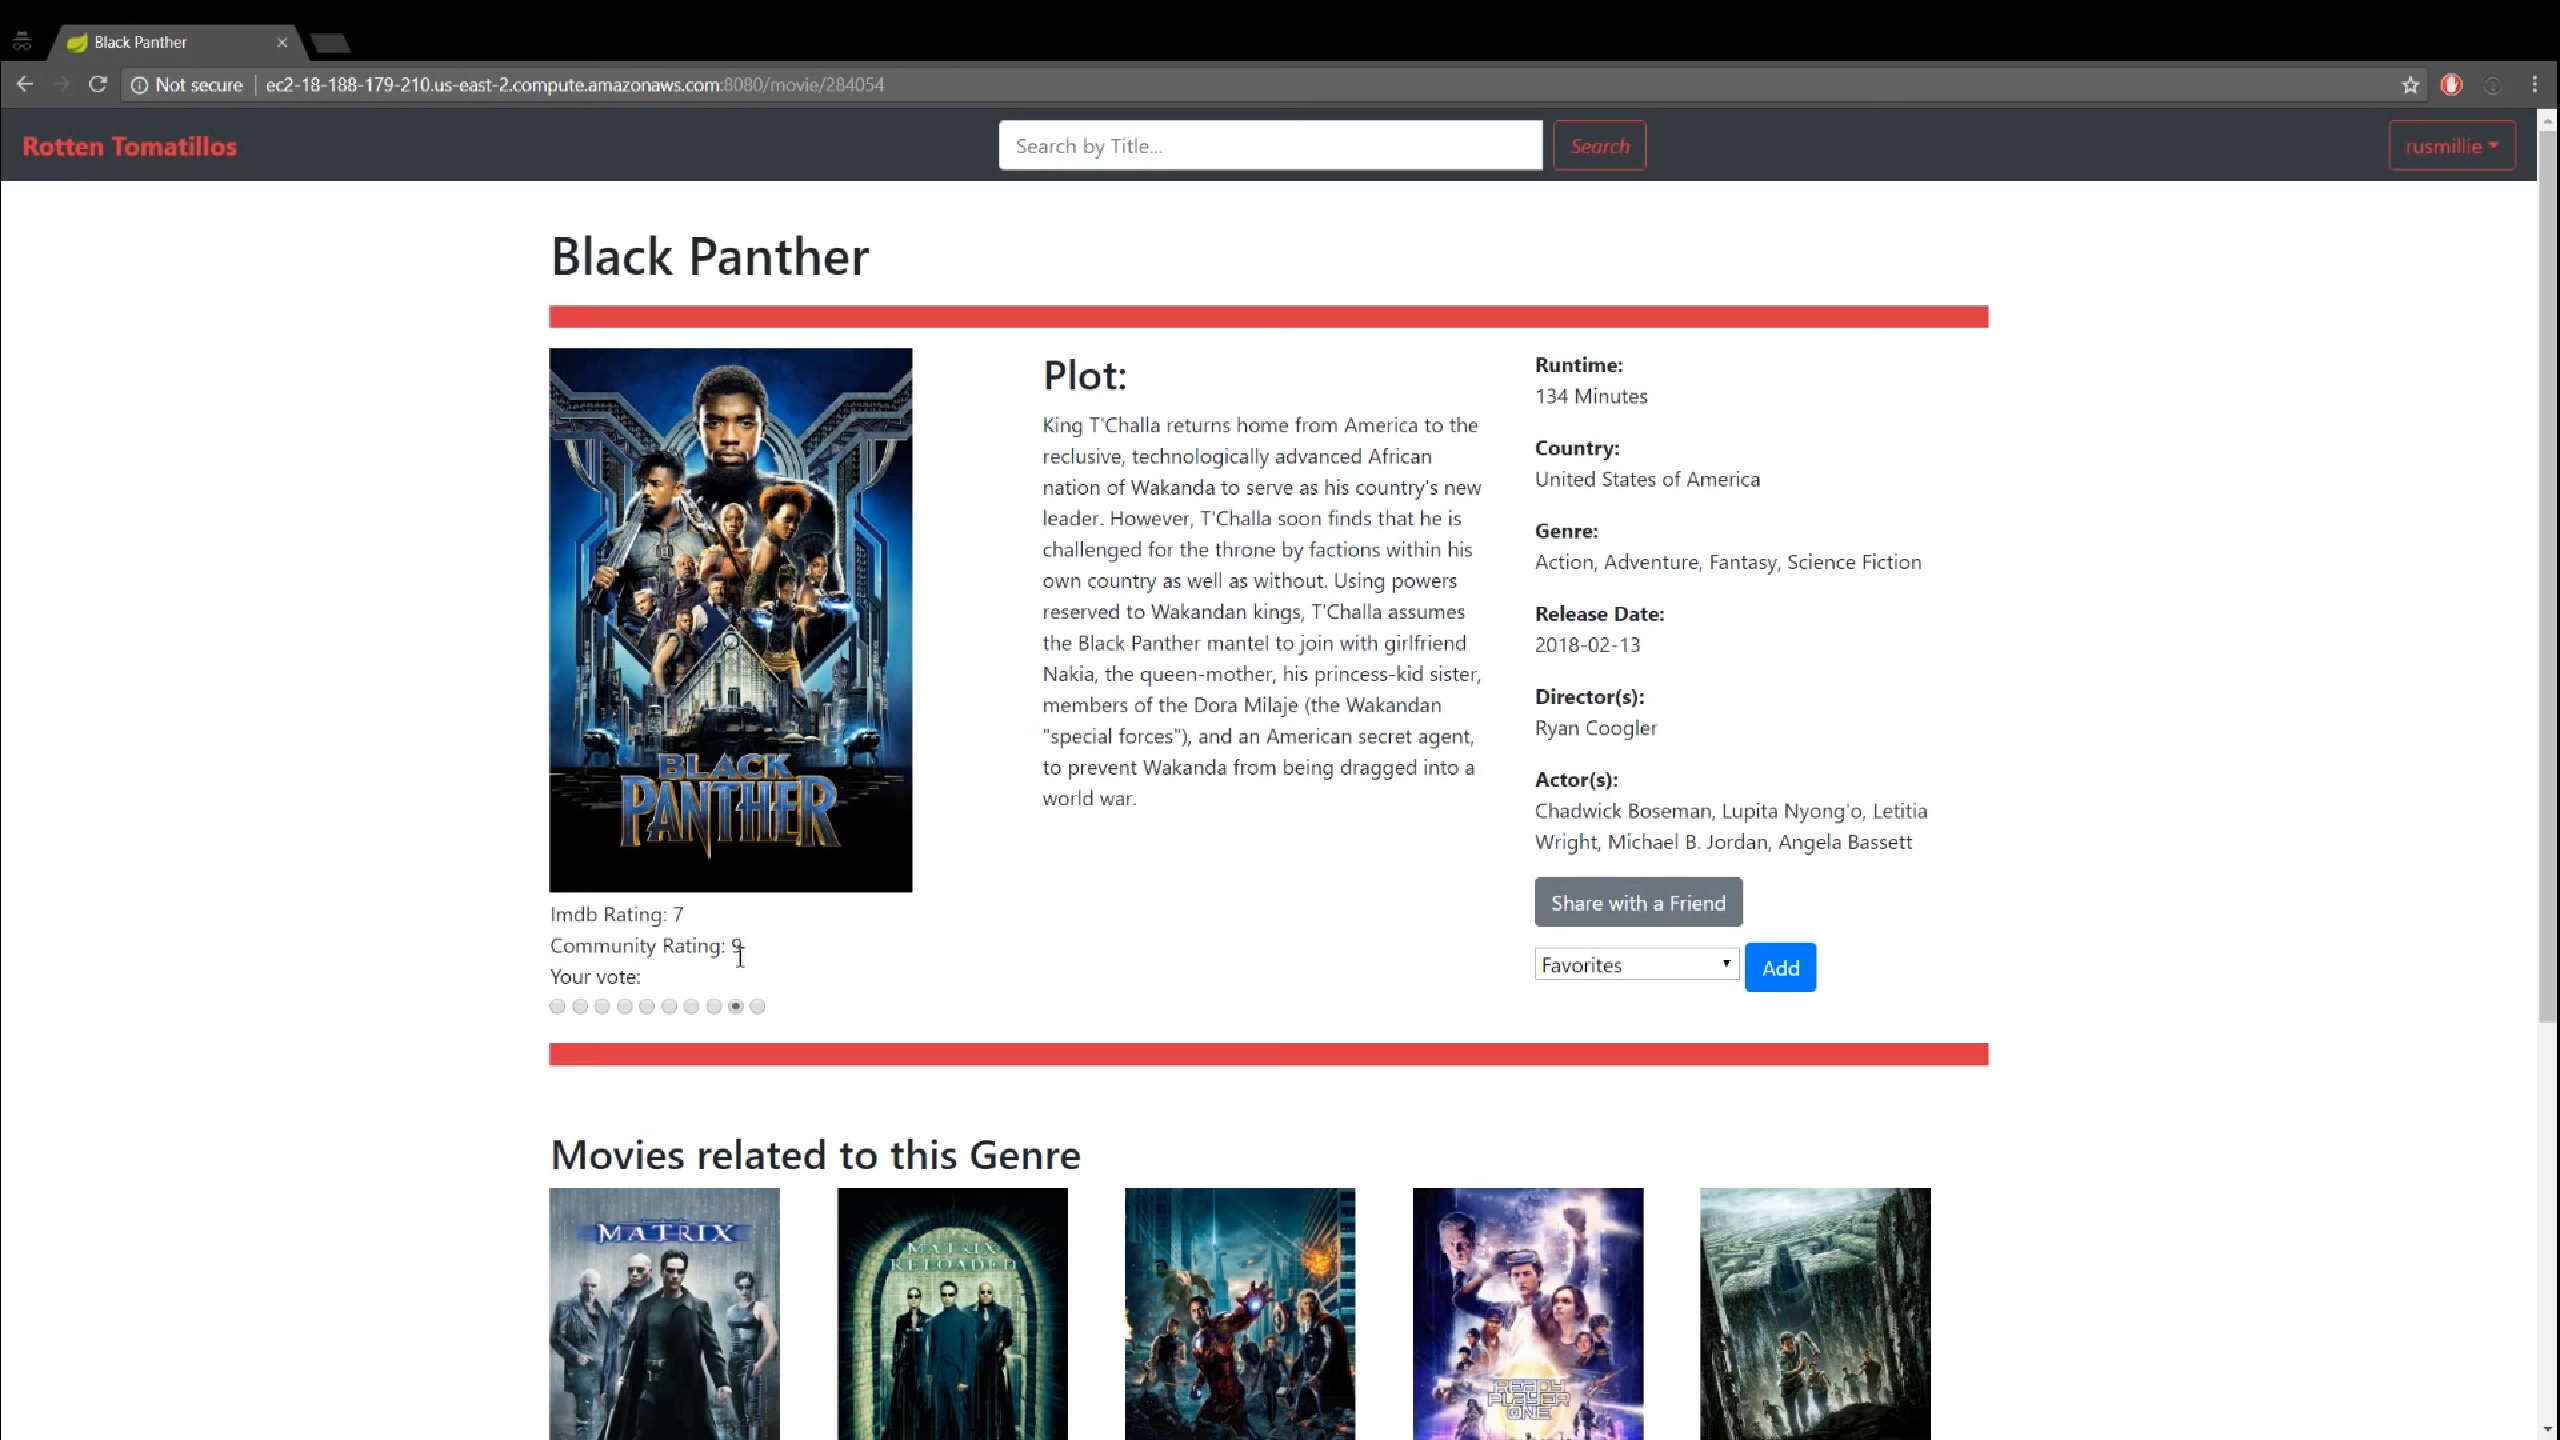 Black Panther
Not secure | ec2-18-188-179-210.us-east-2.compute.amazonaws.com:8080/movie/284054
Rotten Tomatillos
Search by Title...
Search
rusmillie
Black Panther
BLACK
PANTHER
Imdb Rating: 7
Community Rating: 9
Your vote:
Plot:
King T'Challa returns home from America to the
reclusive, technologically advanced African
nation of Wakanda to serve as his country's new
leader. However, T'Challa soon finds that he is
challenged for the throne by factions within his
own country as well as without. Using powers
reserved to Wakandan kings, T'Challa assumes
the Black Panther mantel to join with girlfriend
Nakia, the queen-mother, his princess-kid sister,
members of the Dora Milaje (the Wakandan
"special forces"), and an American secret agent,
to prevent Wakanda from being dragged into a
world war.
Runtime:
134 Minutes
Country:
United States of America
Genre:
Action, Adventure, Fantasy, Science Fiction
Release Date:
2018-02-13
Director(s):
Ryan Coogler
Actor(s):
Chadwick Boseman, Lupita Nyong'o, Letitia
Wright, Michael B. Jordan, Angela Bassett
Share with a Friend
Favorites
Add
Movies related to this Genre
MATRIX
MATRIX
RELOADED
READY
PLAYER
ONE